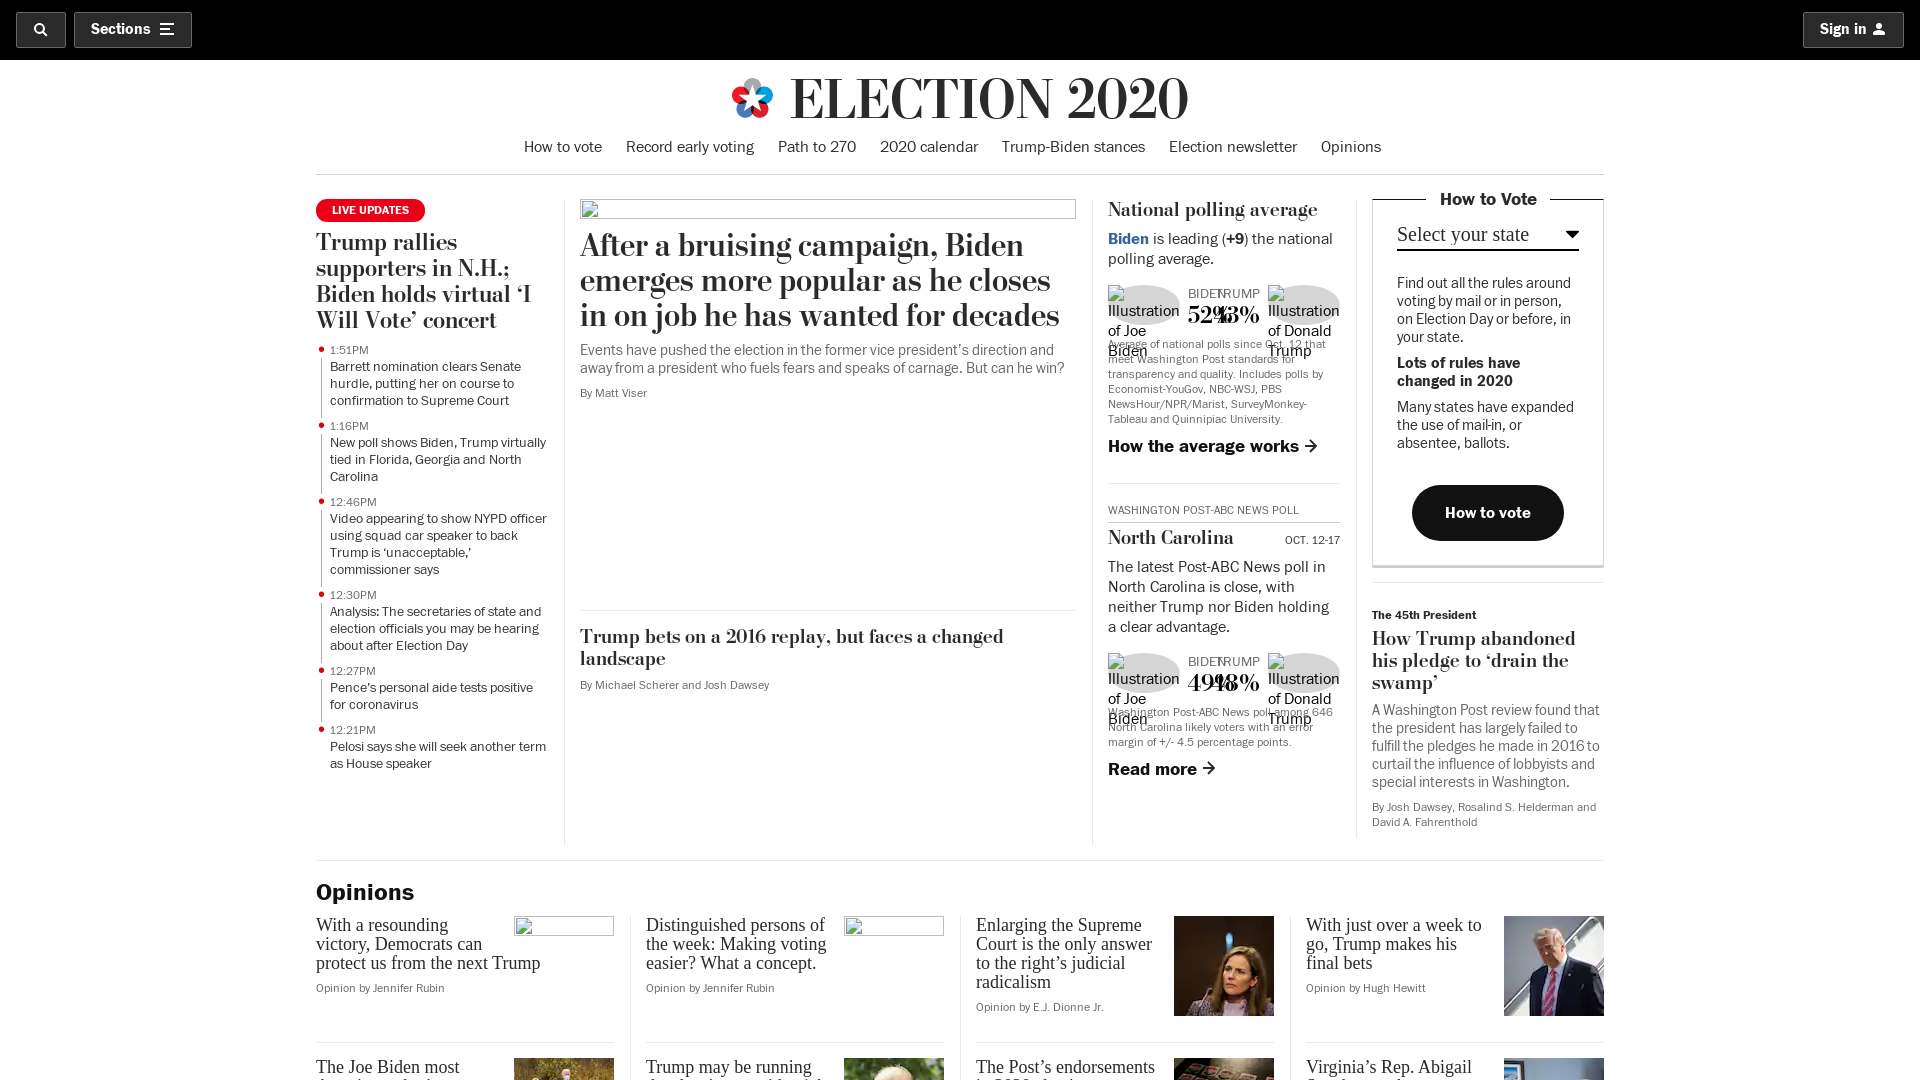 Sections
Sign in
ELECTION 2020
How to vote
Record early voting
Path to 270
2020 calendar
Trump-Biden stances
Election newsletter
Opinions
LIVE UPDATES
Trump rallies
supporters in N.H.;
Biden holds virtual ‘I
Will Vote’ concert
1:51PM
Barrett nomination clears Senate
hurdle, putting her on course to
confirmation to Supreme Court
1:16PM
New poll shows Biden, Trump virtually
tied in Florida, Georgia and North
Carolina
12:46PM
Video appearing to show NYPD officer
using squad car speaker to back
Trump is ‘unacceptable,’
commissioner says
12:30PM
Analysis: The secretaries of state and
election officials you may be hearing
about after Election Day
12:27PM
Pence’s personal aide tests positive
for coronavirus
12:21PM
Pelosi says she will seek another term
as House speaker
After a bruising campaign, Biden
emerges more popular as he closes
in on job he has wanted for decades
Events have pushed the election in the former vice president’s direction and
away from a president who fuels fears and speaks of carnage. But can he win?
By Matt Viser
Trump bets on a 2016 replay, but faces a changed
landscape
By Michael Scherer and Josh Dawsey
National polling average
Biden is leading (+9) the national
polling average.
Illustration
of Joe
Biden
BIDEN
52%
TRUMP
43%
Illustration
of Donald
Trump
Average of national polls since Oct. 12 that
meet Washington Post standards for
transparency and quality. Includes polls by
Economist-YouGov, NBC-WSJ, PBS
NewsHour/NPR/Marist, SurveyMonkey-
Tableau and Quinnipiac University.
How the average works
WASHINGTON POST-ABC NEWS POLL
North Carolina
OCT. 12-17
The latest Post-ABC News poll in
North Carolina is close, with
neither Trump nor Biden holding
a clear advantage.
Illustration
of Joe
Biden
BIDEN
49%
TRUMP
48%
Illustration
of Donald
Trump
Washington Post-ABC News poll among 646
North Carolina likely voters with an error
margin of +/- 4.5 percentage points.
Read more
How to Vote
Select your state
Find out all the rules around
voting by mail or in person,
on Election Day or before, in
your state.
Lots of rules have
changed in 2020
Many states have expanded
the use of mail-in, or
absentee, ballots.
How to vote
The 45th President
How Trump abandoned
his pledge to ‘drain the
swamp’
A Washington Post review found that
the president has largely failed to
fulfill the pledges he made in 2016 to
curtail the influence of lobbyists and
special interests in Washington.
By Josh Dawsey, Rosalind S. Helderman and
David A. Fahrenthold
Opinions
With a resounding
victory, Democrats can
protect us from the next Trump
Opinion by Jennifer Rubin
Distinguished persons of
the week: Making voting
easier? What a concept.
Opinion by Jennifer Rubin
Enlarging the Supreme
Court is the only answer
to the right’s judicial
radicalism
Opinion by E.J. Dionne Jr.
With just over a week to
go, Trump makes his
final bets
Opinion by Hugh Hewitt
The Joe Biden most
Trump may be running
The Post’s endorsements
Virginia’s Rep. Abigail